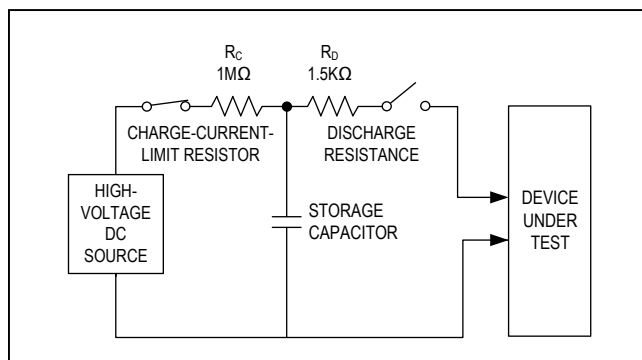 R_C
1MΩ
R_D
1.5KΩ
CHARGE-CURRENT-
LIMIT RESISTOR
DISCHARGE
RESISTANCE
HIGH-
VOLTAGE
DC
SOURCE
STORAGE
CAPACITOR
DEVICE
UNDER
TEST